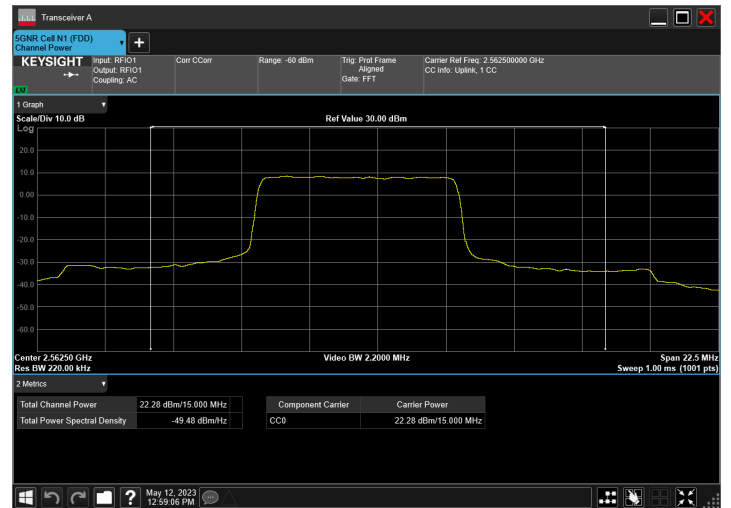 Transceiver A
5GNR Cell N1 (FDD)
Channel Power
KEYSIGHT
Input: RFIO1
Output: RFIO1
Coupling: AC
Corr CCorr
Range: -60 dBm
Trig: Prot Frame
Aligned
Gate: FFT
Carrier Ref Freq: 2.562500000 GHz
CC Info: Uplink, 1 CC
LXI
1 Graph
Scale/Div 10.0 dB
Ref Value 30.00 dBm
Log
20.0
10.0
0.00
-10.0
-20.0
-30.0
-40.0
-50.0
-60.0
Center 2.56250 GHz
Video BW 2.2000 MHz
Span 22.5 MHz
Res BW 220.00 kHz
Sweep 1.00 ms (1001 pts)
2 Metrics
Total Channel Power 22.28 dBm/15.000 MHz
Total Power Spectral Density -49.48 dBm/Hz
Component Carrier Carrier Power
CC0 22.28 dBm/15.000 MHz
?
May 12, 2023
12:59:06 PM